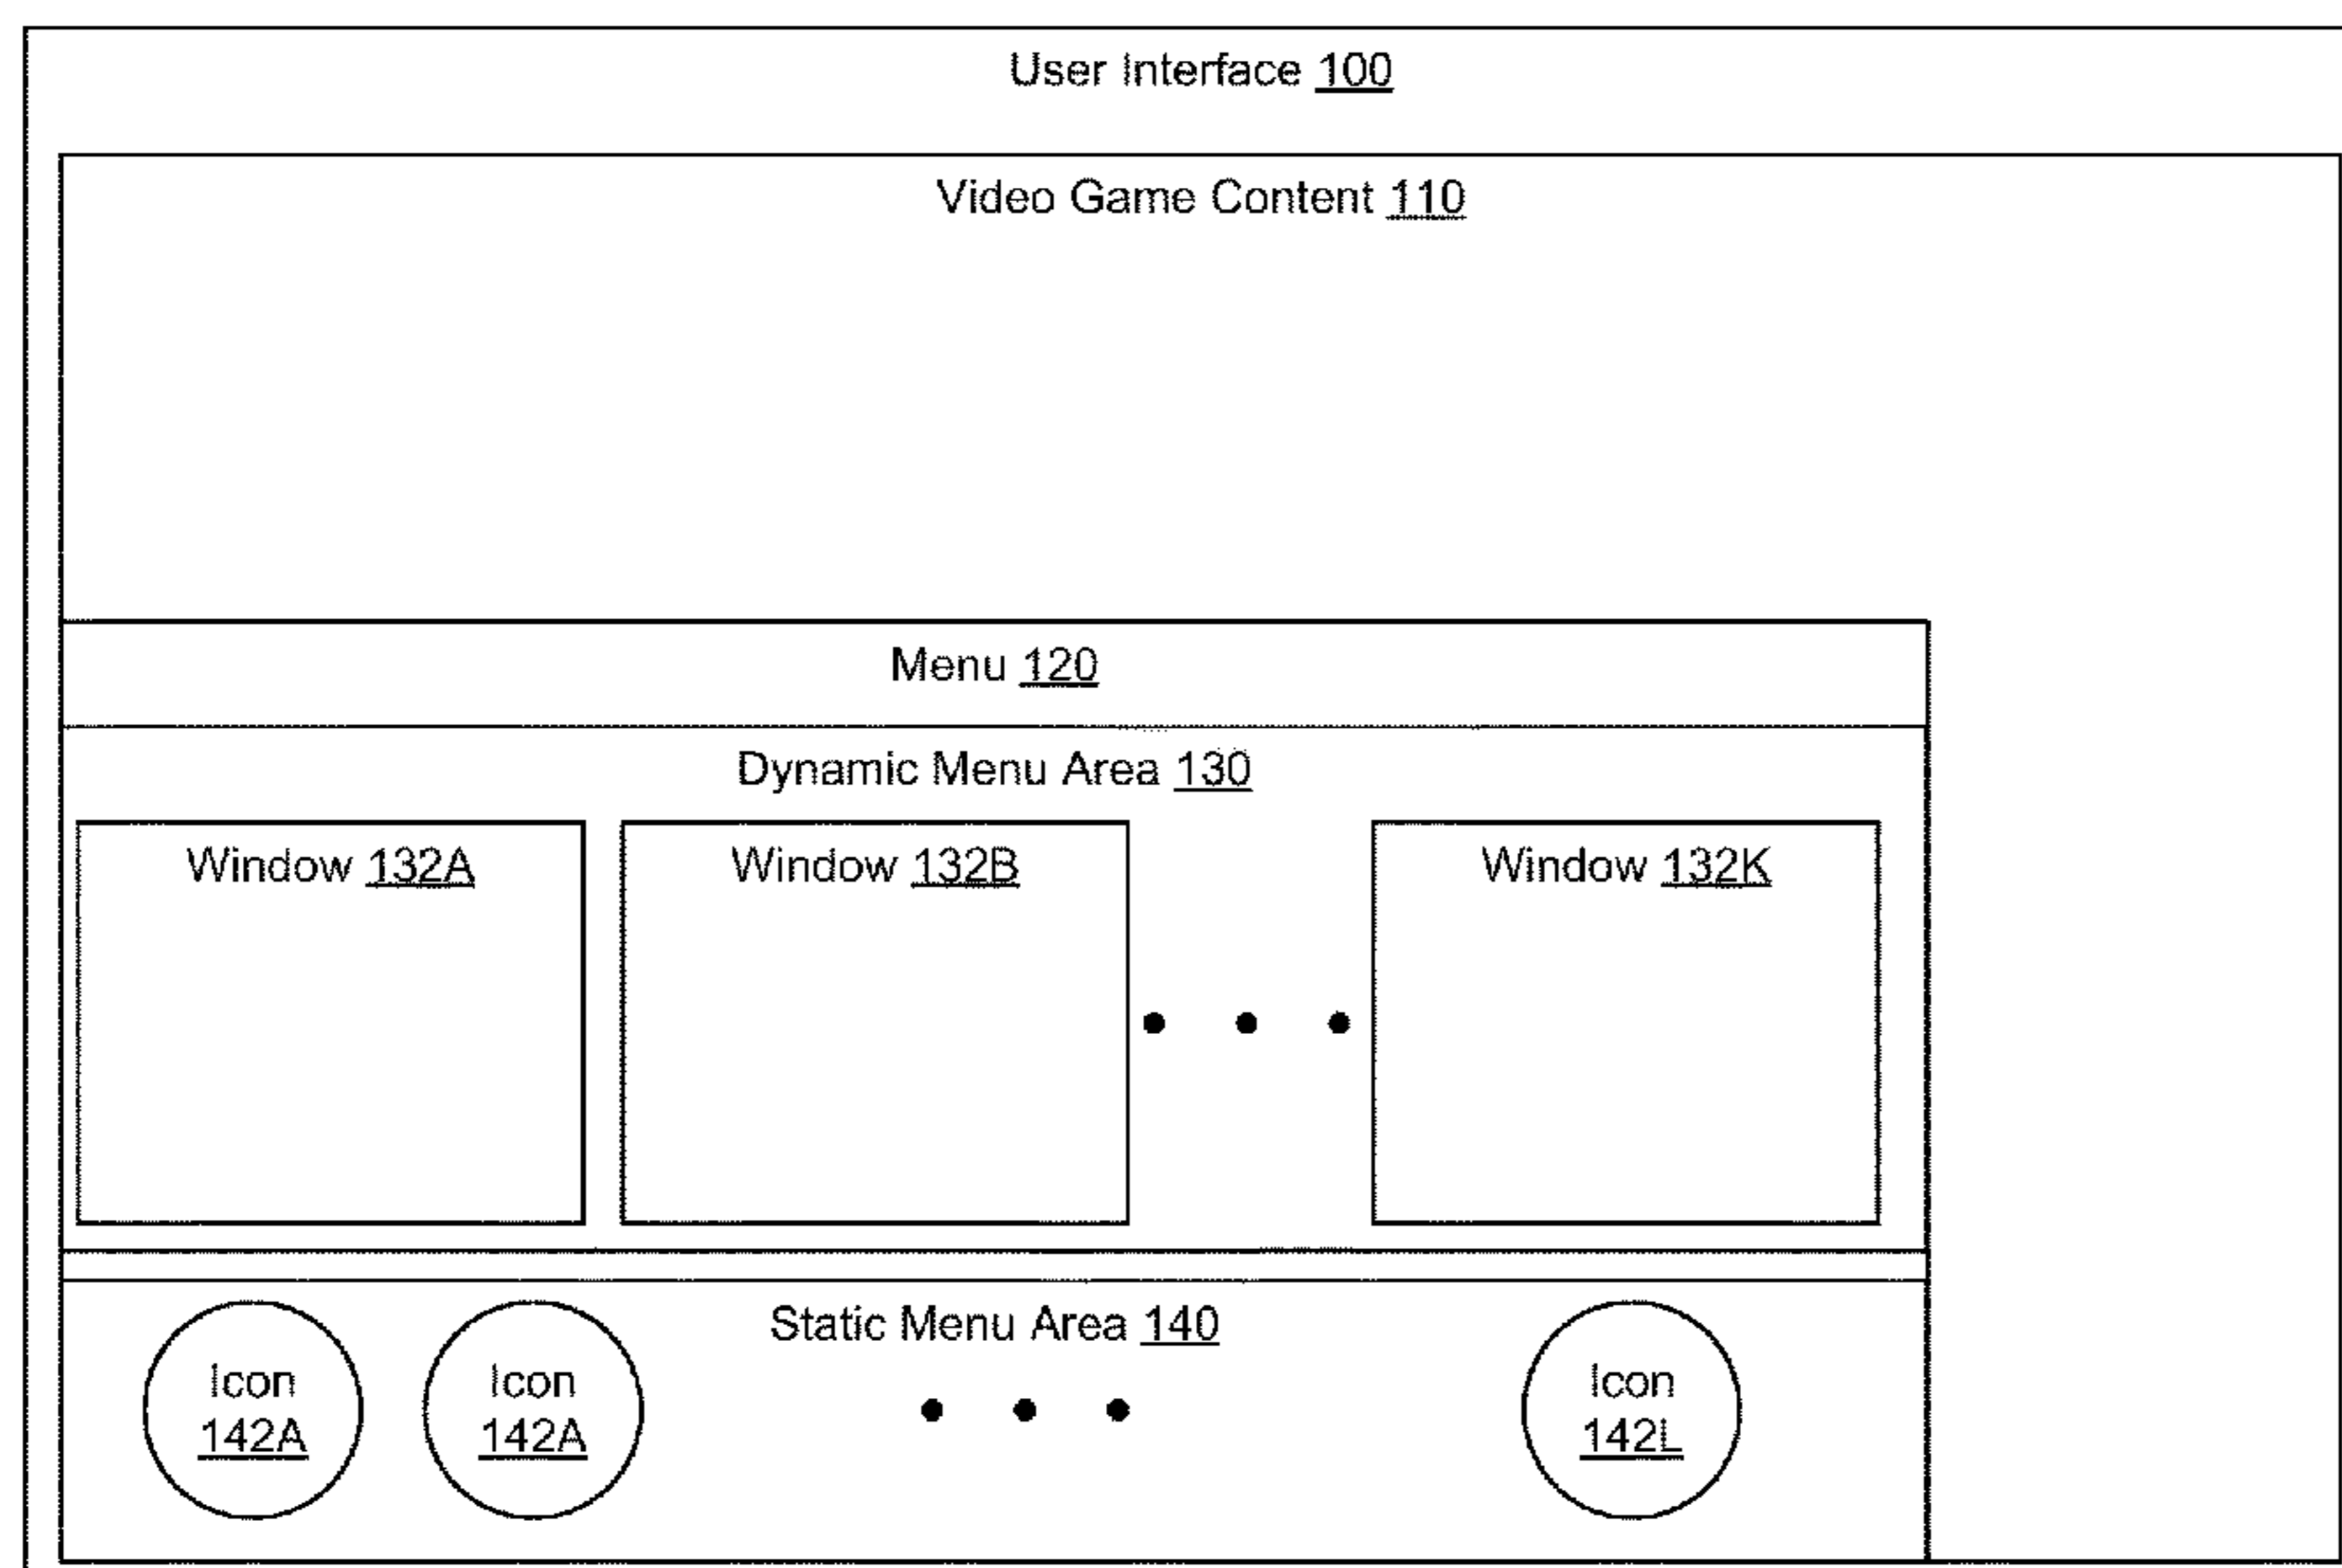 User Interface 100
Video Game Content 110
Menu 120
Dynamic Menu Area 130
Window 132A
Window 132B
Window 132K
Static Menu Area 140
Icon
142A
Icon
142A
Icon
142L